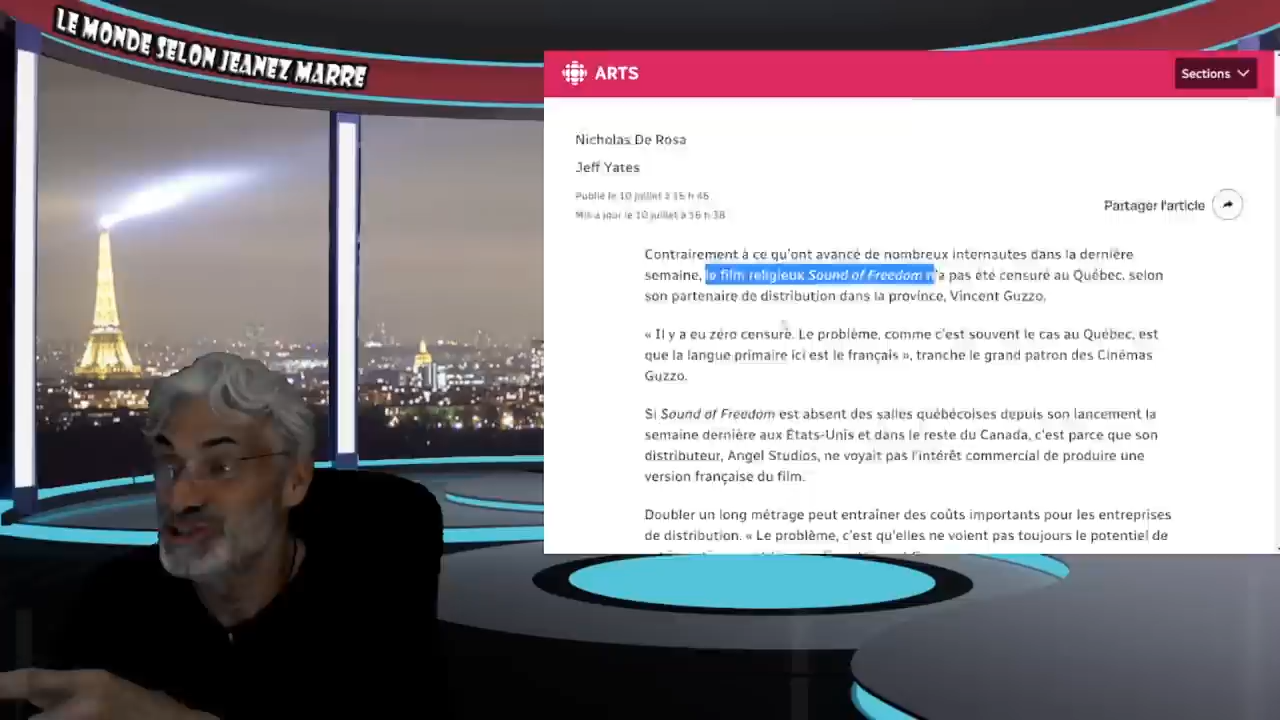 LE MONDE SELON JEANEZ MARRE
ARTS
Sections
Nicholas De Rosa
Jeff Yates
Publié le 10 juillet à 15 h 45
Mis à jour le 10 juillet à 16 h 38
Partager l'article
Contrairement à ce qu'ont avancé de nombreux internautes dans la dernière
semaine, le film religieux Sound of Freedom n'a pas été censuré au Québec, selon
son partenaire de distribution dans la province, Vincent Guzzo.
« Il y a eu zéro censure. Le problème, comme c'est souvent le cas au Québec, est
que la langue primaire ici est le français », tranche le grand patron des Cinémas
Guzzo.
Si Sound of Freedom est absent des salles québécoises depuis son lancement la
semaine dernière aux États-Unis et dans le reste du Canada, c'est parce que son
distributeur, Angel Studios, ne voyait pas l'intérêt commercial de produire une
version française du film.
Doubler un long métrage peut entraîner des coûts importants pour les entreprises
de distribution. « Le problème, c'est qu'elles ne voient pas toujours le potentiel de